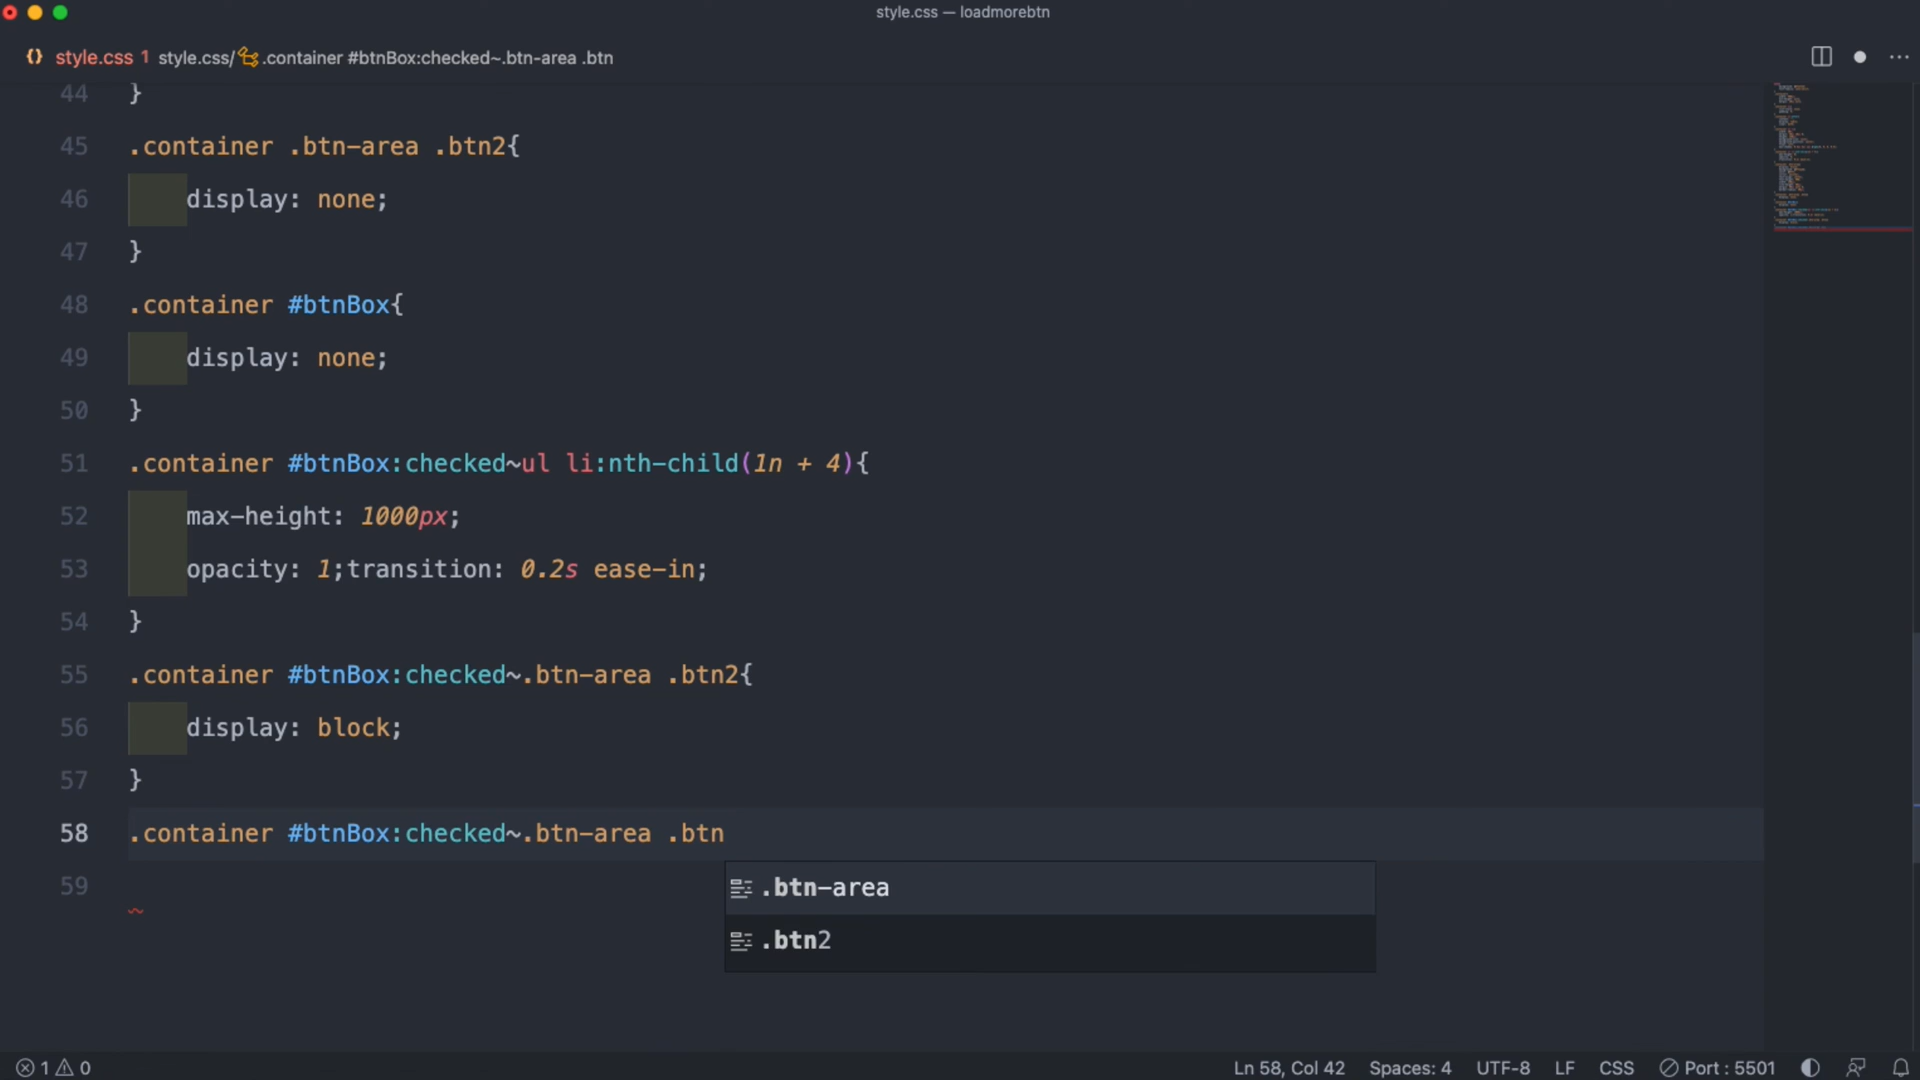 style.css — loadmorebtn
style.css 1 style.css/ .container #btnBox:checked~.btn-area .btn
44 }
45 .container .btn-area .btn2{
46 display: none;
47 }
48 .container #btnBox{
49 display: none;
50 }
51 .container #btnBox:checked~ul li:nth-child(1n + 4){
52 max-height: 1000px;
53 opacity: 1;transition: 0.2s ease-in;
54 }
55 .container #btnBox:checked~.btn-area .btn2{
56 display: block;
57 }
58 .container #btnBox:checked~.btn-area .btn
59
.btn-area
.btn2
1 0 Ln 58, Col 42 Spaces: 4 UTF-8 LF CSS Port : 5501